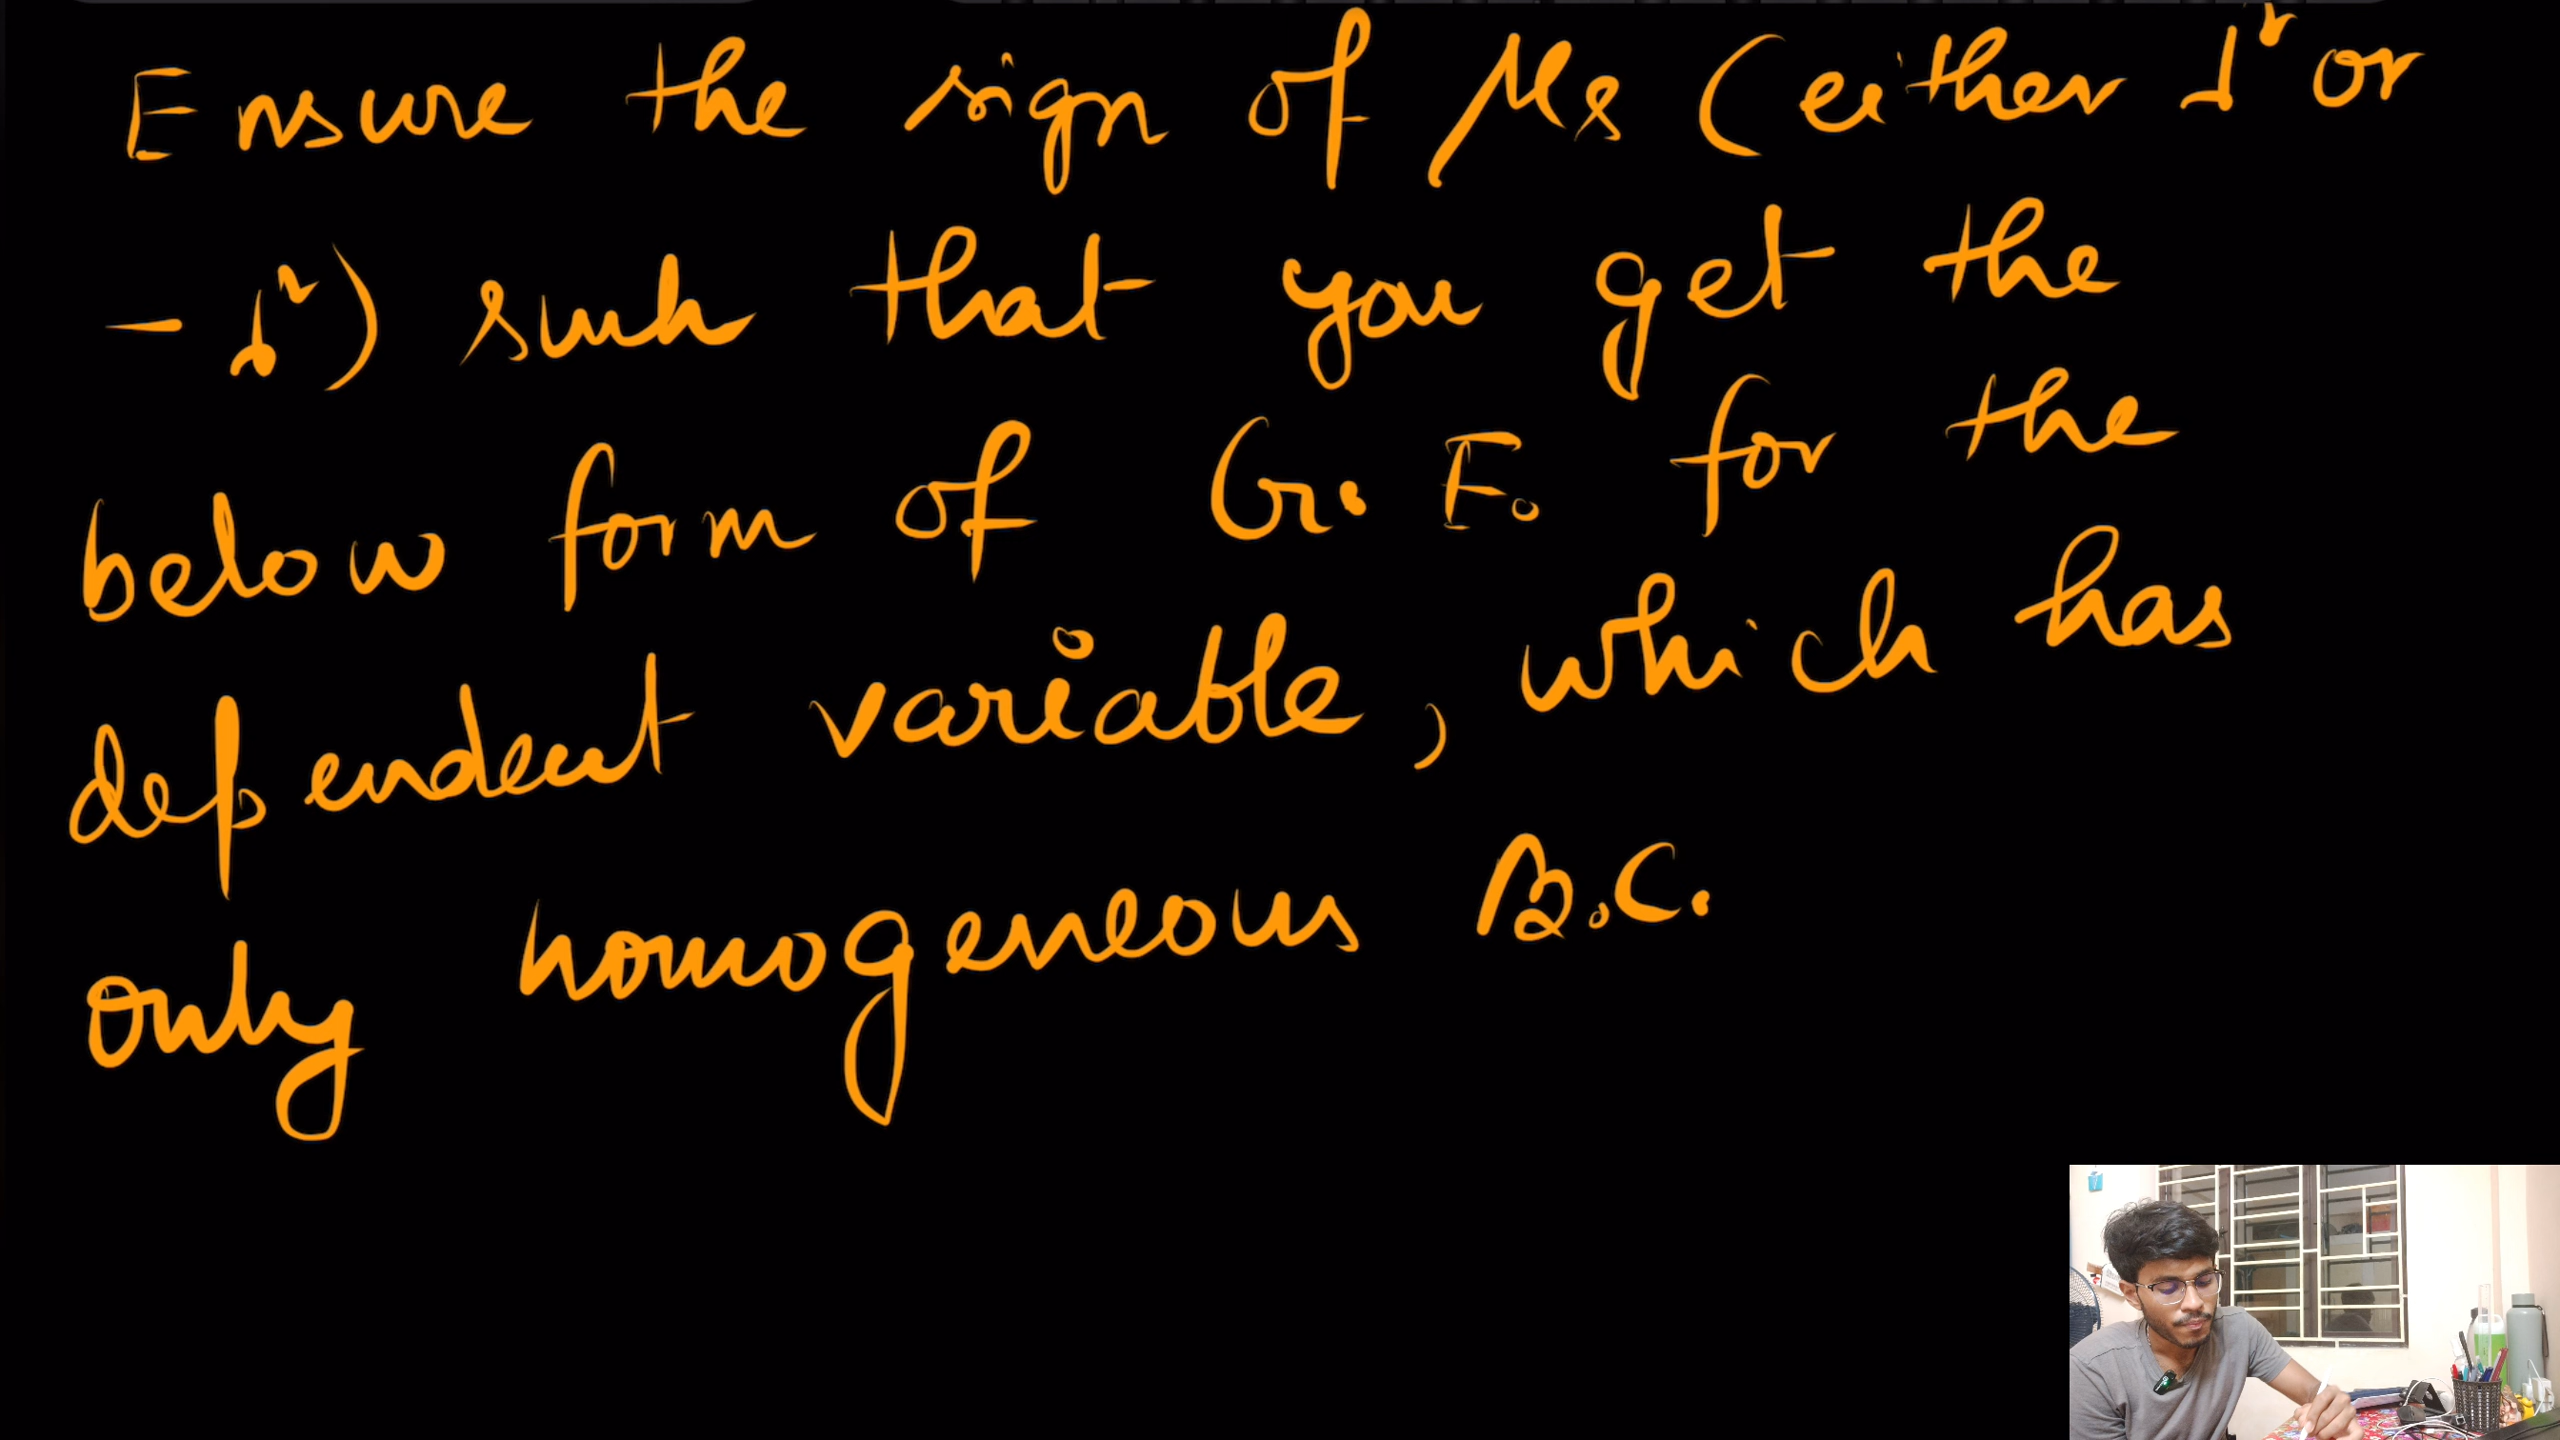 Ensure the sign of μs (either λ² or
- λ²) such that you get the
below form of G.E. for the
dependent variable, which has
only homogeneous B.C.